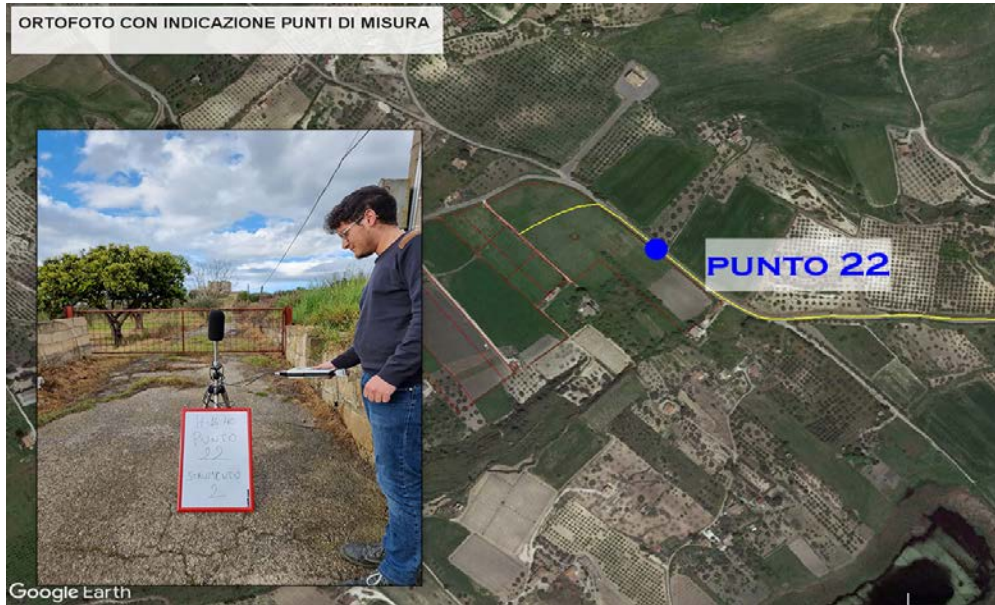 ORTOFOTO CON INDICAZIONE PUNTI DI MISURA
PUNTO 22
PUNTO
22
STRUMENTO
2
Google Earth